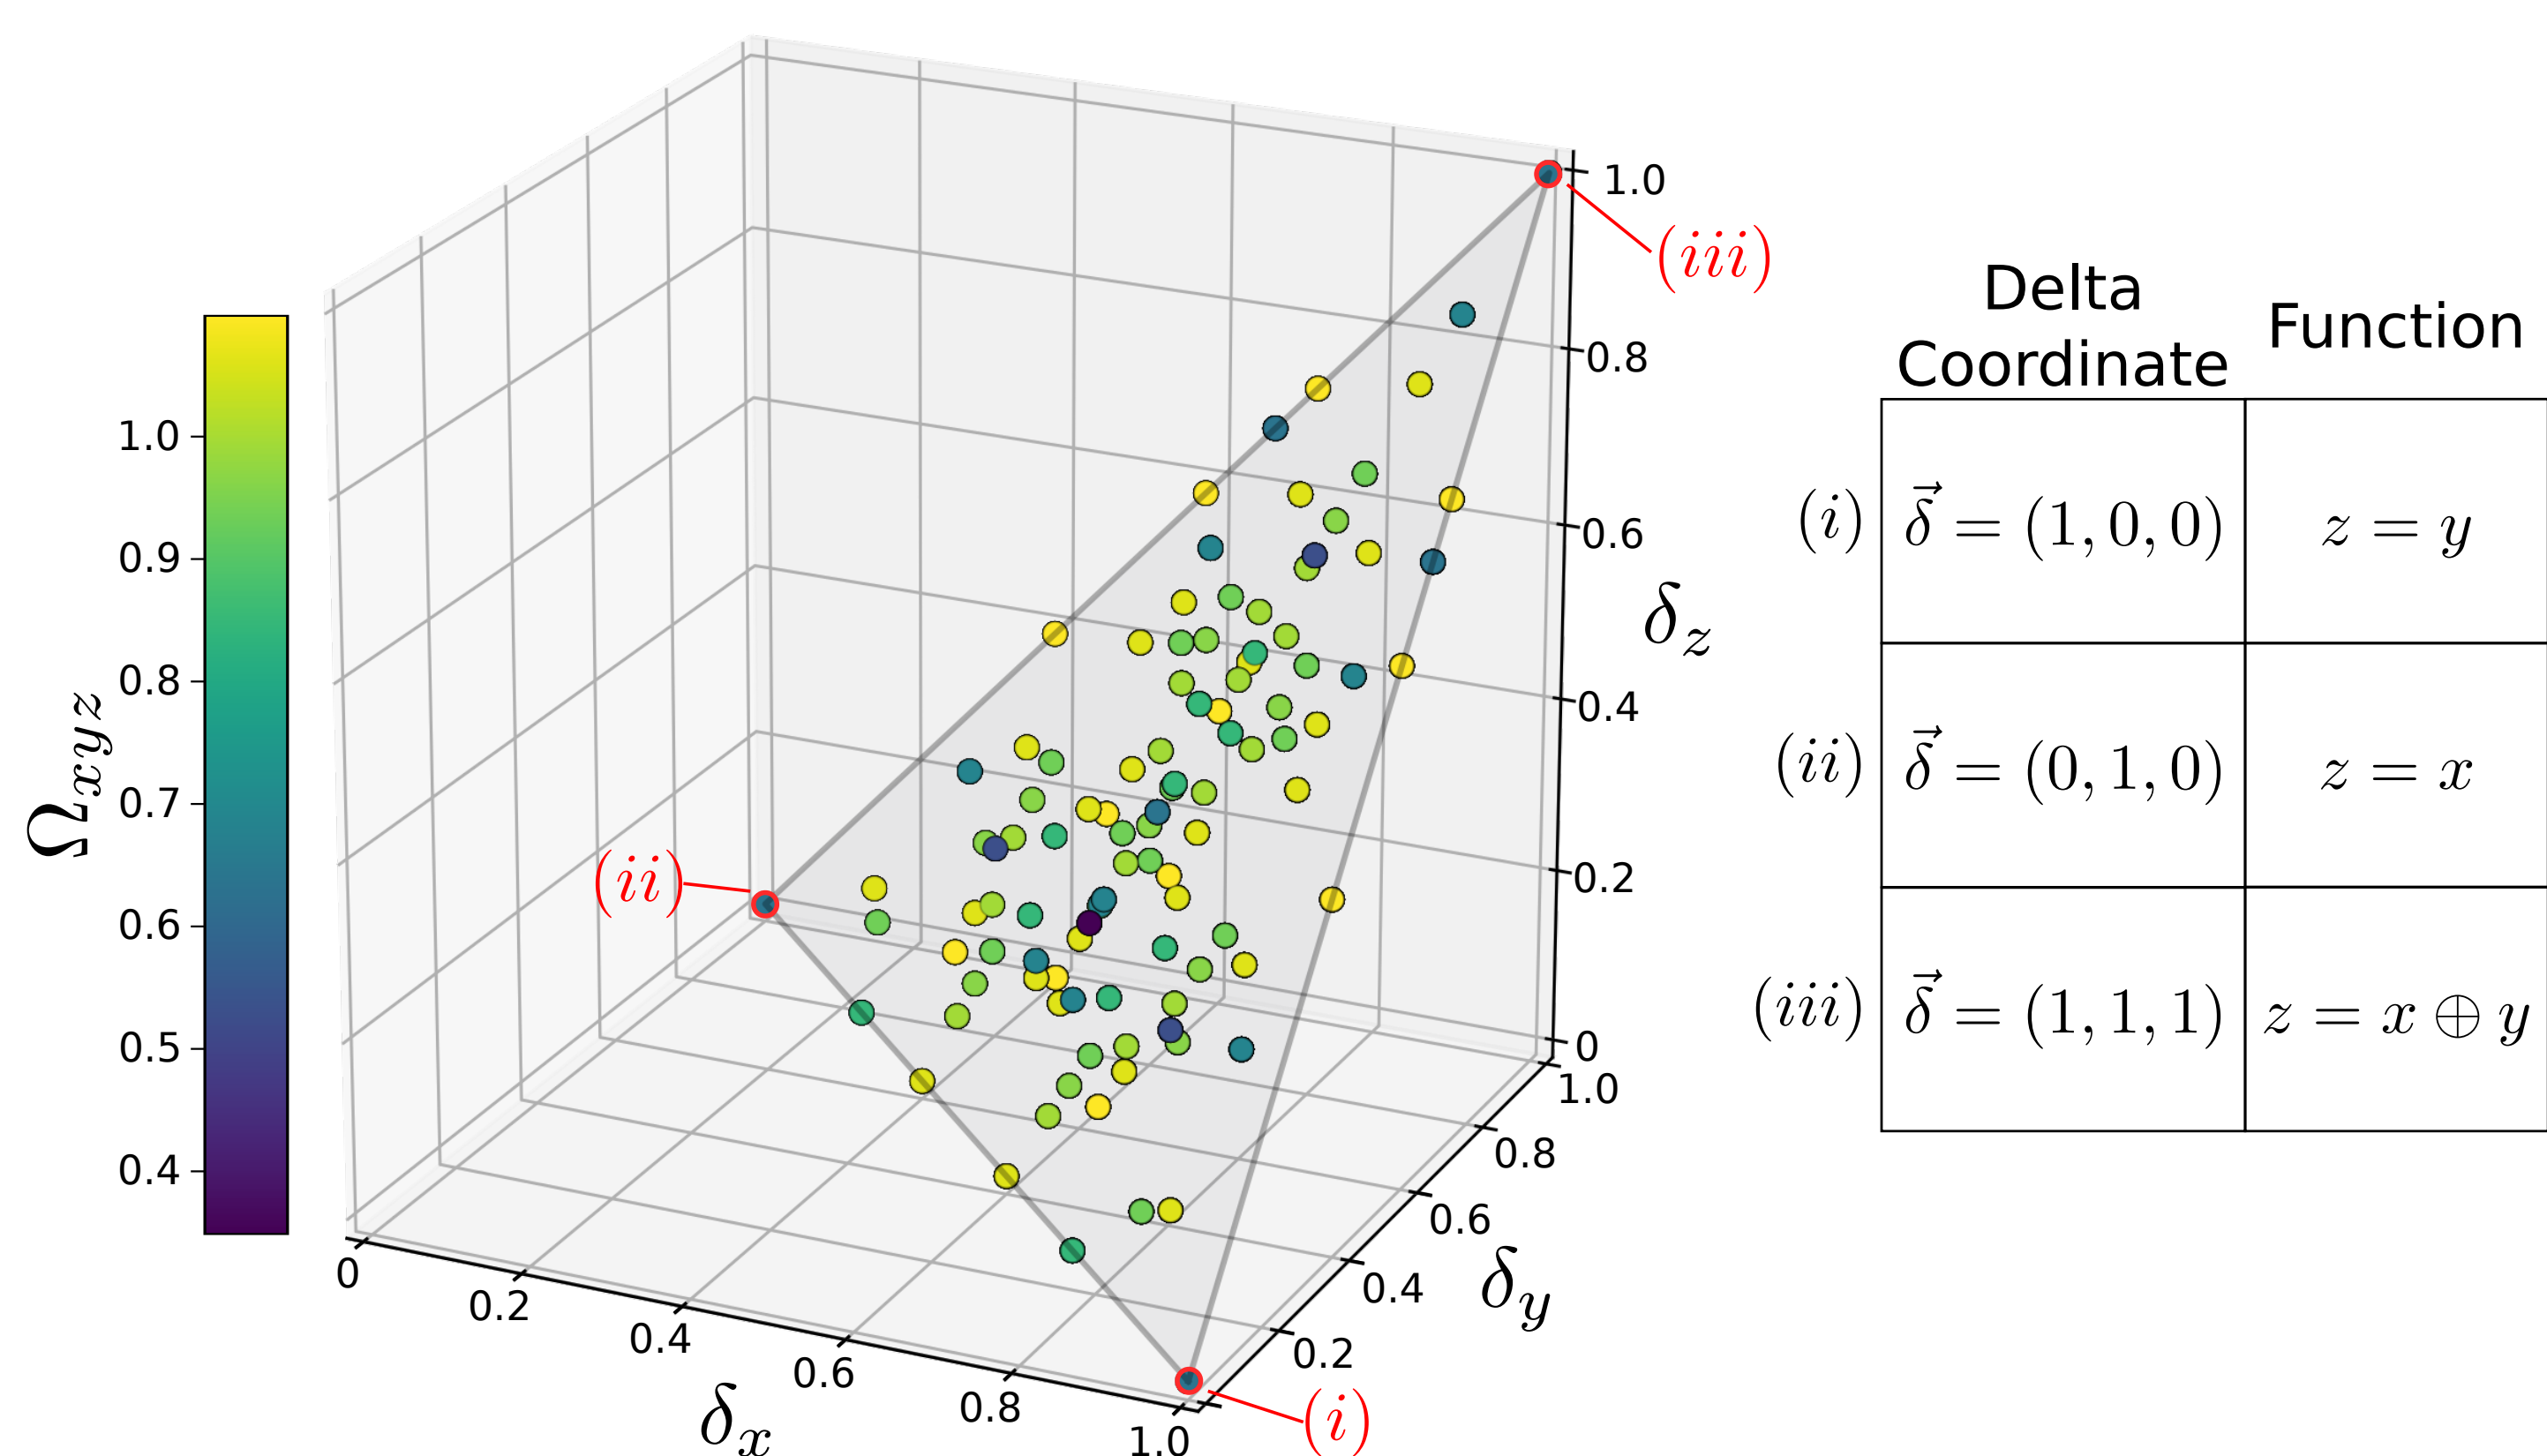 1.0
0.9
0.8
0.7
0.6
0.5
0.4
Ω_{xyz}
0
0.2
0.4
0.6
0.8
1.0
δ_x
0.2
0.4
0.6
0.8
1.0
δ_y
0
0.2
0.4
0.6
0.8
1.0
δ_z
(i)
(ii)
(iii)
Delta
Coordinate
Function
(i) δ⃗ = (1, 0, 0) z = y
(ii) δ⃗ = (0, 1, 0) z = x
(iii) δ⃗ = (1, 1, 1) z = x ⊕ y